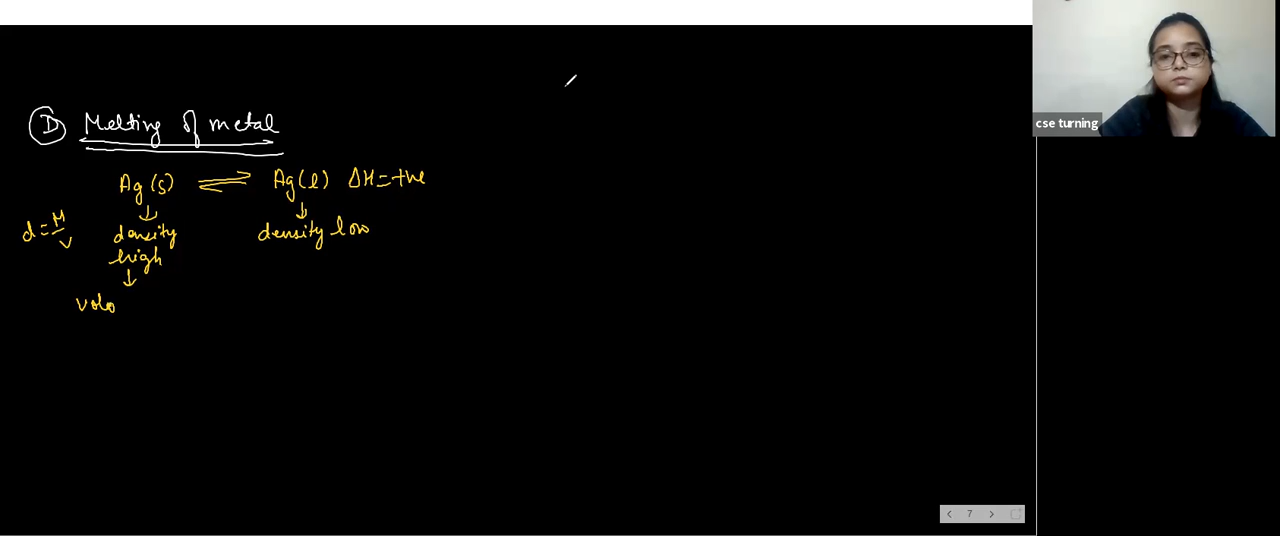 D Melting of metal
Ag(s) ⇌ Ag(l) ΔH=+ve
d=M/V density high density low
volo
cse turning
7